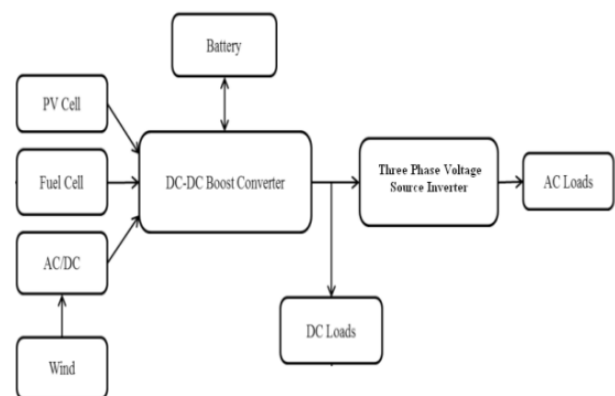 Battery
PV Cell
Fuel Cell
DC-DC Boost Converter
Three Phase Voltage
Source Inverter
AC Loads
AC/DC
DC Loads
Wind